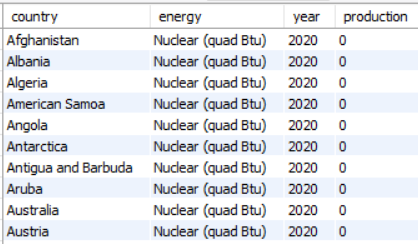 country energy year production
Afghanistan Nuclear (quad Btu) 2020 0
Albania Nuclear (quad Btu) 2020 0
Algeria Nuclear (quad Btu) 2020 0
American Samoa Nuclear (quad Btu) 2020 0
Angola Nuclear (quad Btu) 2020 0
Antarctica Nuclear (quad Btu) 2020 0
Antigua and Barbuda Nuclear (quad Btu) 2020 0
Aruba Nuclear (quad Btu) 2020 0
Australia Nuclear (quad Btu) 2020 0
Austria Nuclear (quad Btu) 2020 0